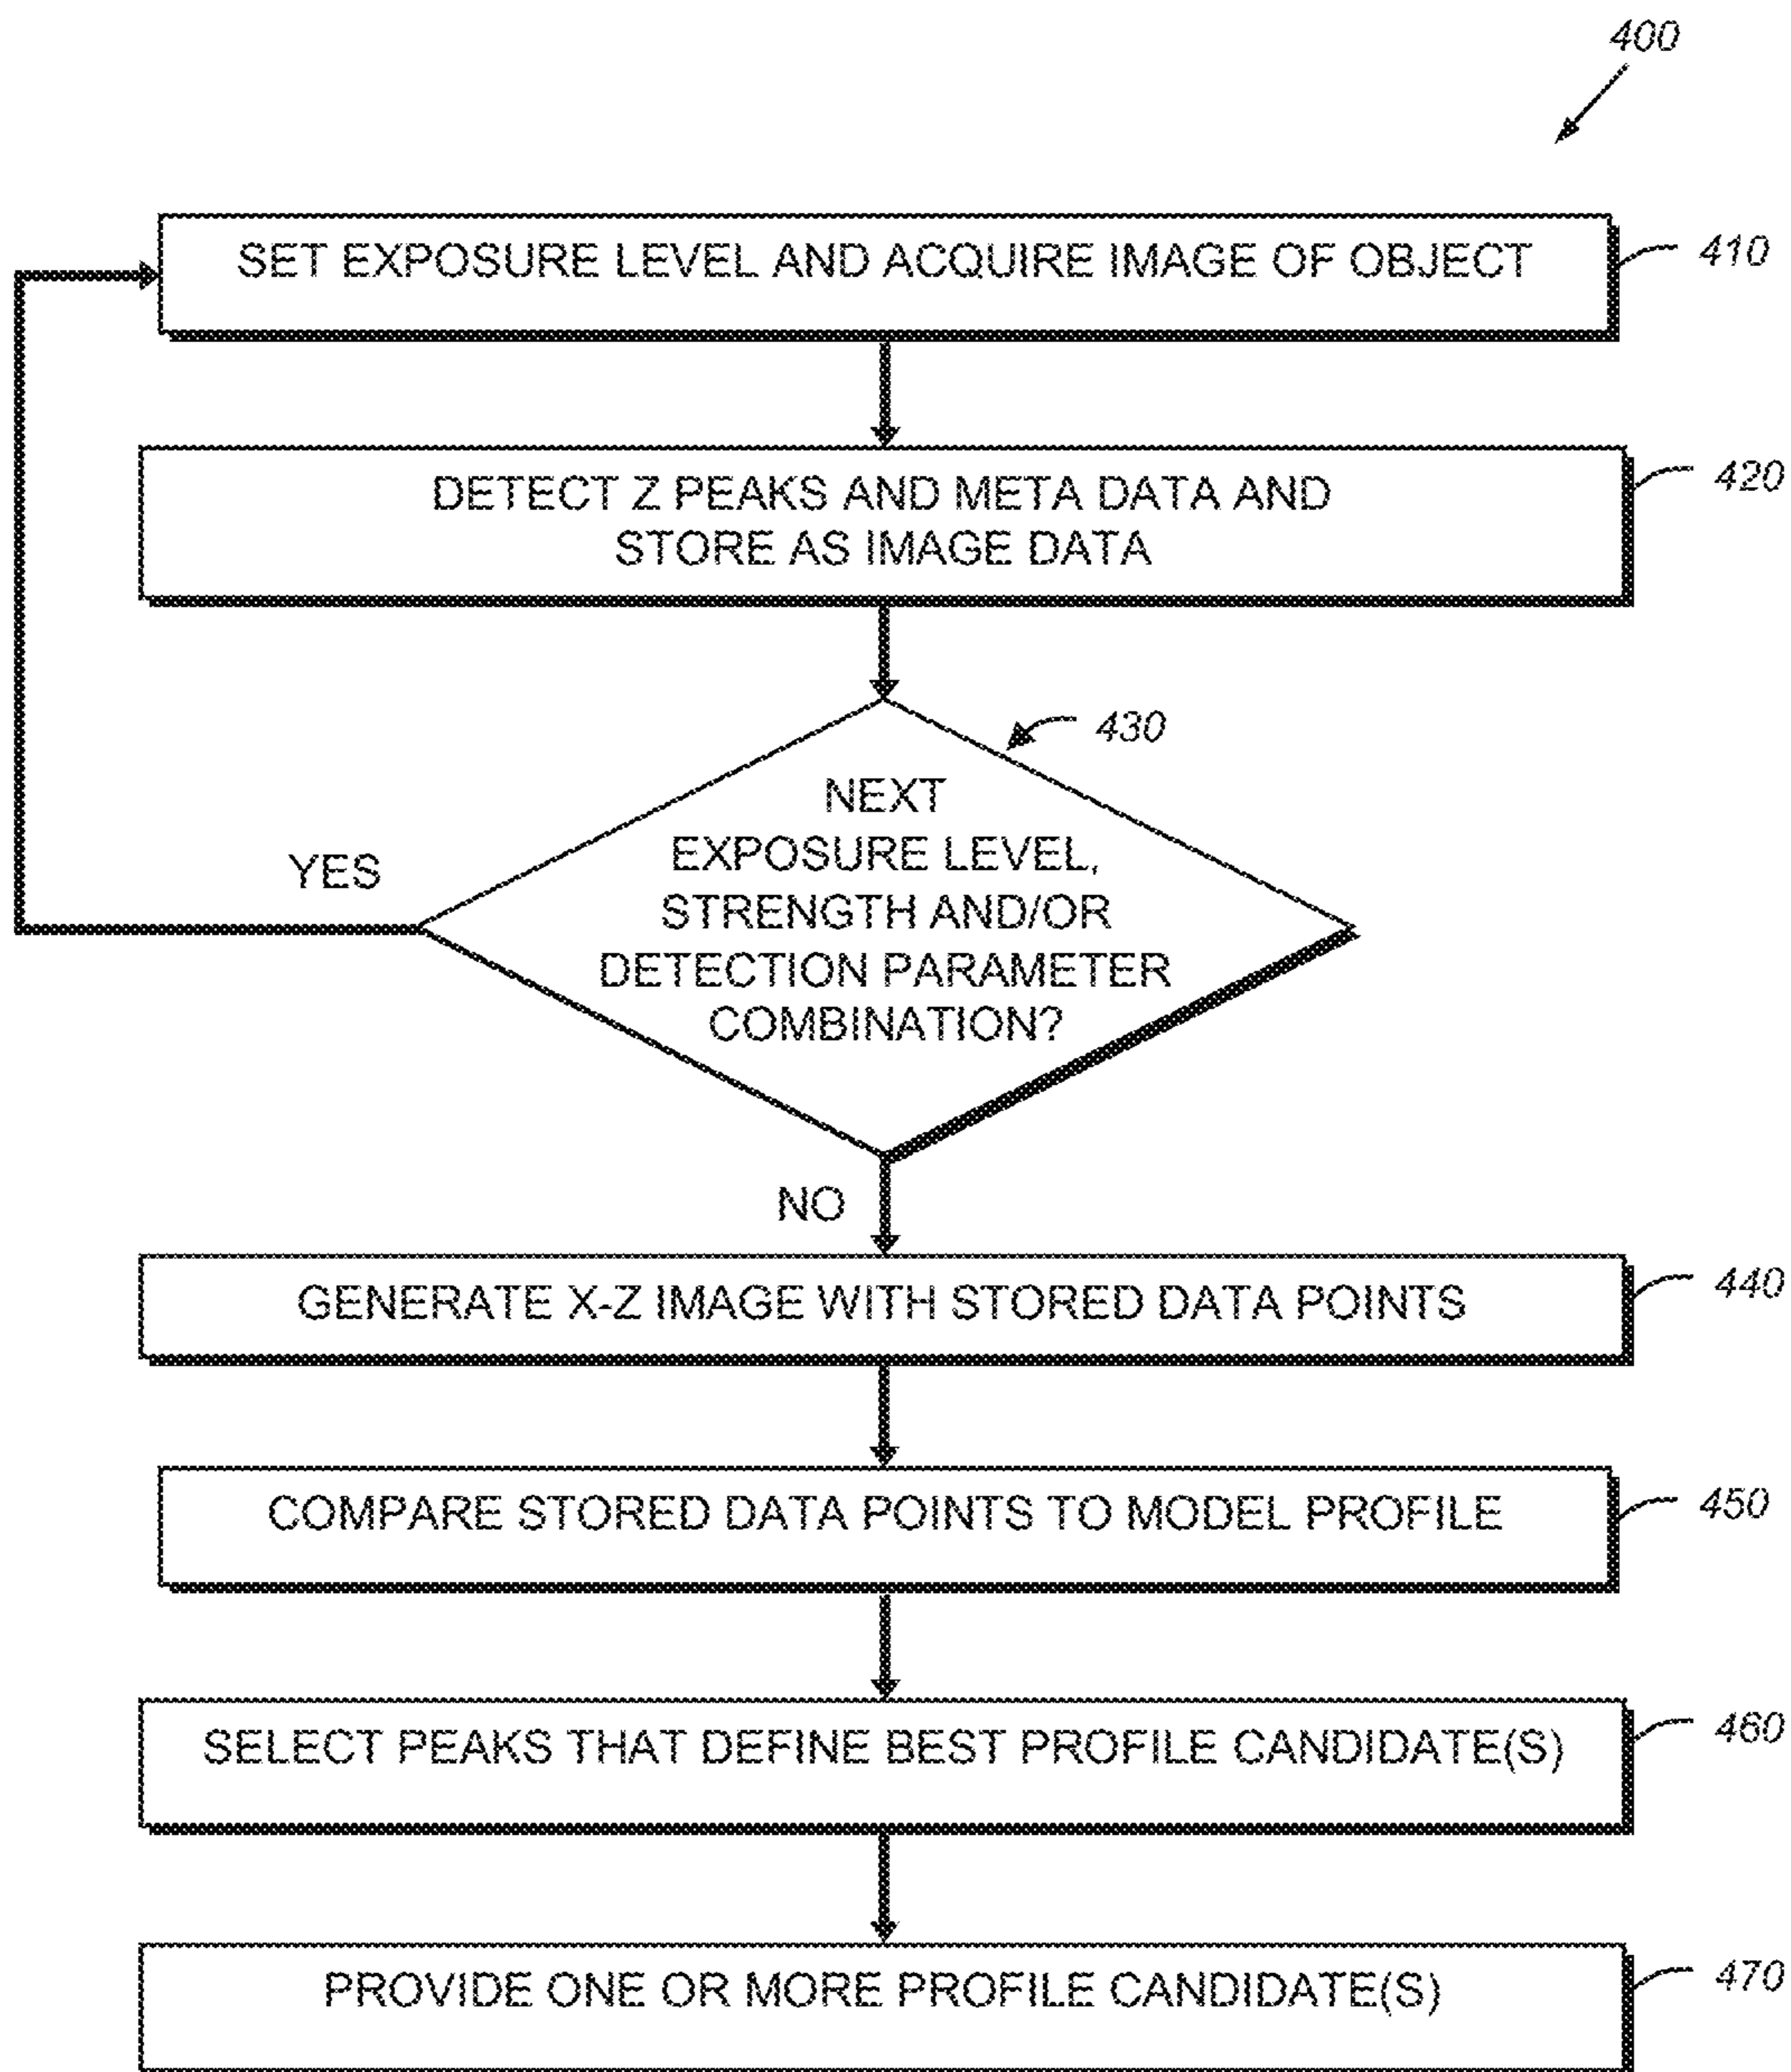 400
SET EXPOSURE LEVEL AND ACQUIRE IMAGE OF OBJECT
410
DETECT Z PEAKS AND META DATA AND
STORE AS IMAGE DATA
420
430
NEXT
EXPOSURE LEVEL,
STRENGTH AND/OR
DETECTION PARAMETER
COMBINATION?
YES
NO
GENERATE X-Z IMAGE WITH STORED DATA POINTS
440
COMPARE STORED DATA POINTS TO MODEL PROFILE
450
SELECT PEAKS THAT DEFINE BEST PROFILE CANDIDATE(S)
460
PROVIDE ONE OR MORE PROFILE CANDIDATE(S)
470